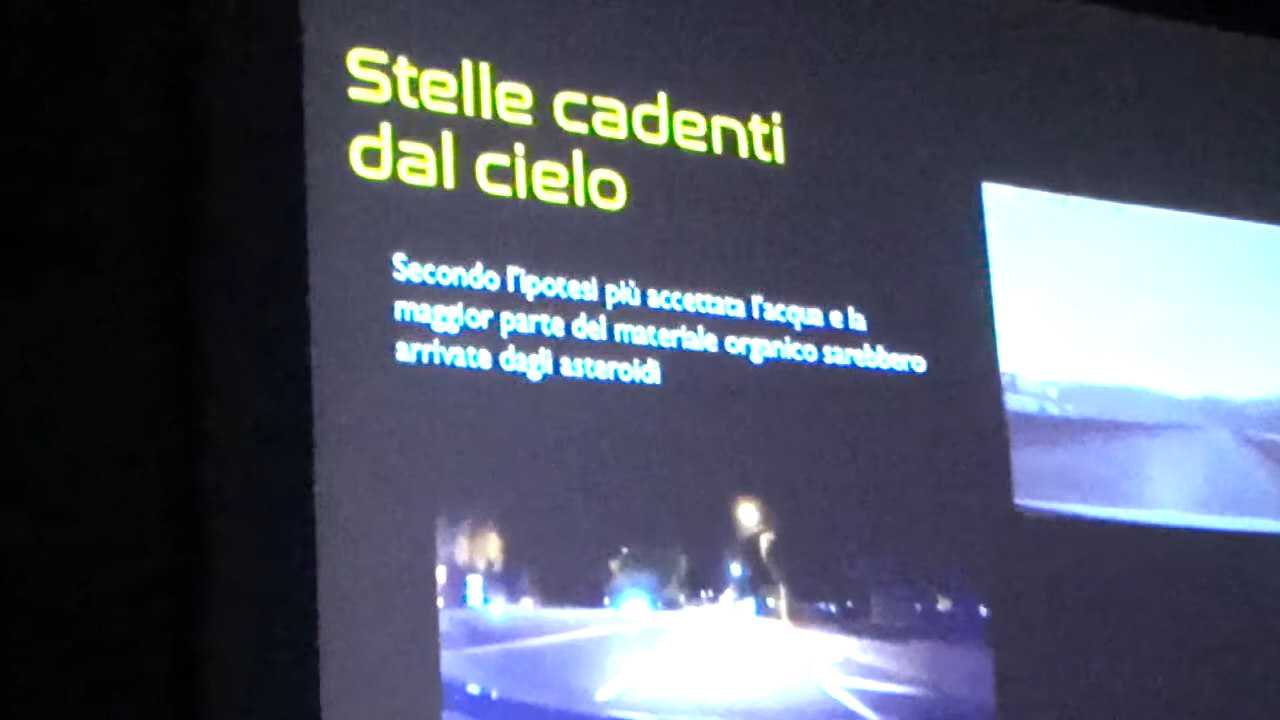 Stelle cadenti
dal cielo
Secondo l'ipotesi più accettata l'acqua e la
maggior parte del materiale organico sarebbero
arrivate dagli asteroidi